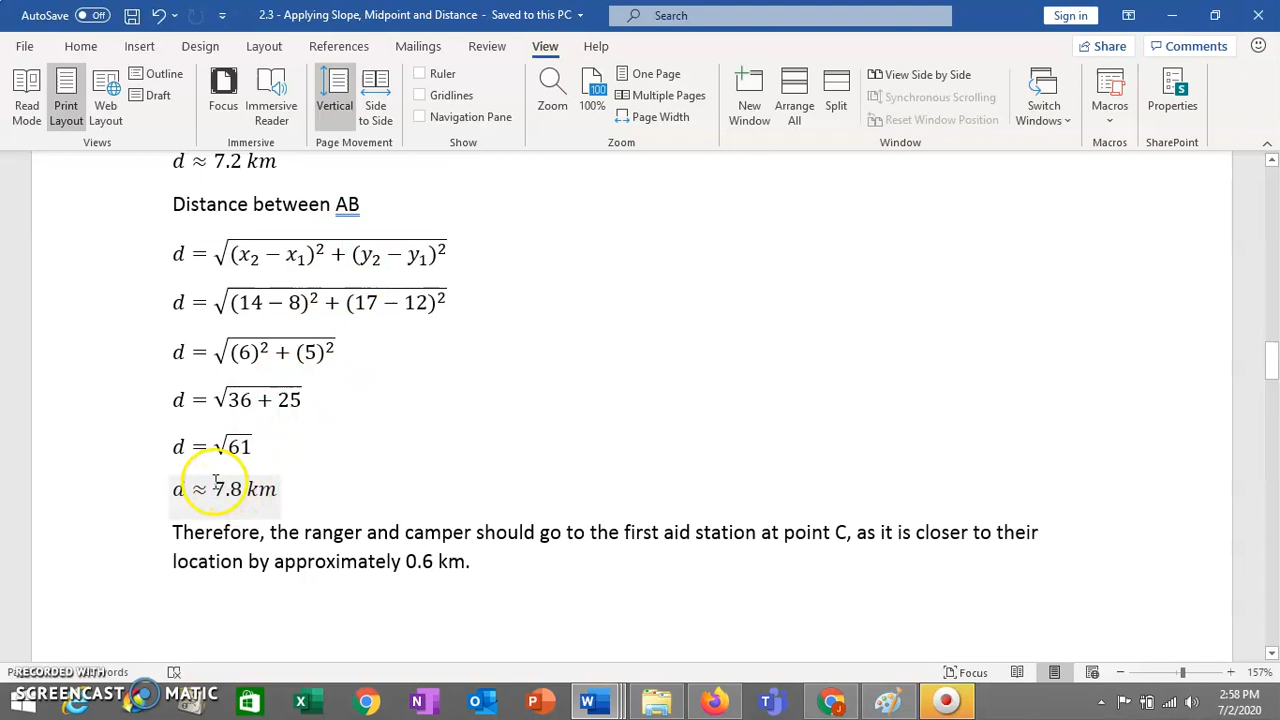 AutoSave Off 2.3 - Applying Slope, Midpoint and Distance - Saved to this PC Search Sign in
File Home Insert Design Layout References Mailings Review View Help Share Comments
Read Mode Print Layout Web Layout Outline Draft
Views
Focus Immersive Reader
Immersive
Vertical Side to Side
Page Movement
Ruler
Gridlines
Navigation Pane
Show
Zoom 100% One Page
Multiple Pages
Page Width
Zoom
New Window Arrange All Split
View Side by Side
Synchronous Scrolling
Reset Window Position
Switch Windows
Window
Macros
Macros
Properties
SharePoint
d ≈ 7.2 km
Distance between AB
d = √(x₂ − x₁)² + (y₂ − y₁)²
d = √(14 − 8)² + (17 − 12)²
d = √(6)² + (5)²
d = √36 + 25
d = √61
d ≈ 7.8 km
Therefore, the ranger and camper should go to the first aid station at point C, as it is closer to their
location by approximately 0.6 km.
RECORDED WITH
SCREENCAST MATIC
Focus 157%
2:58 PM
7/2/2020